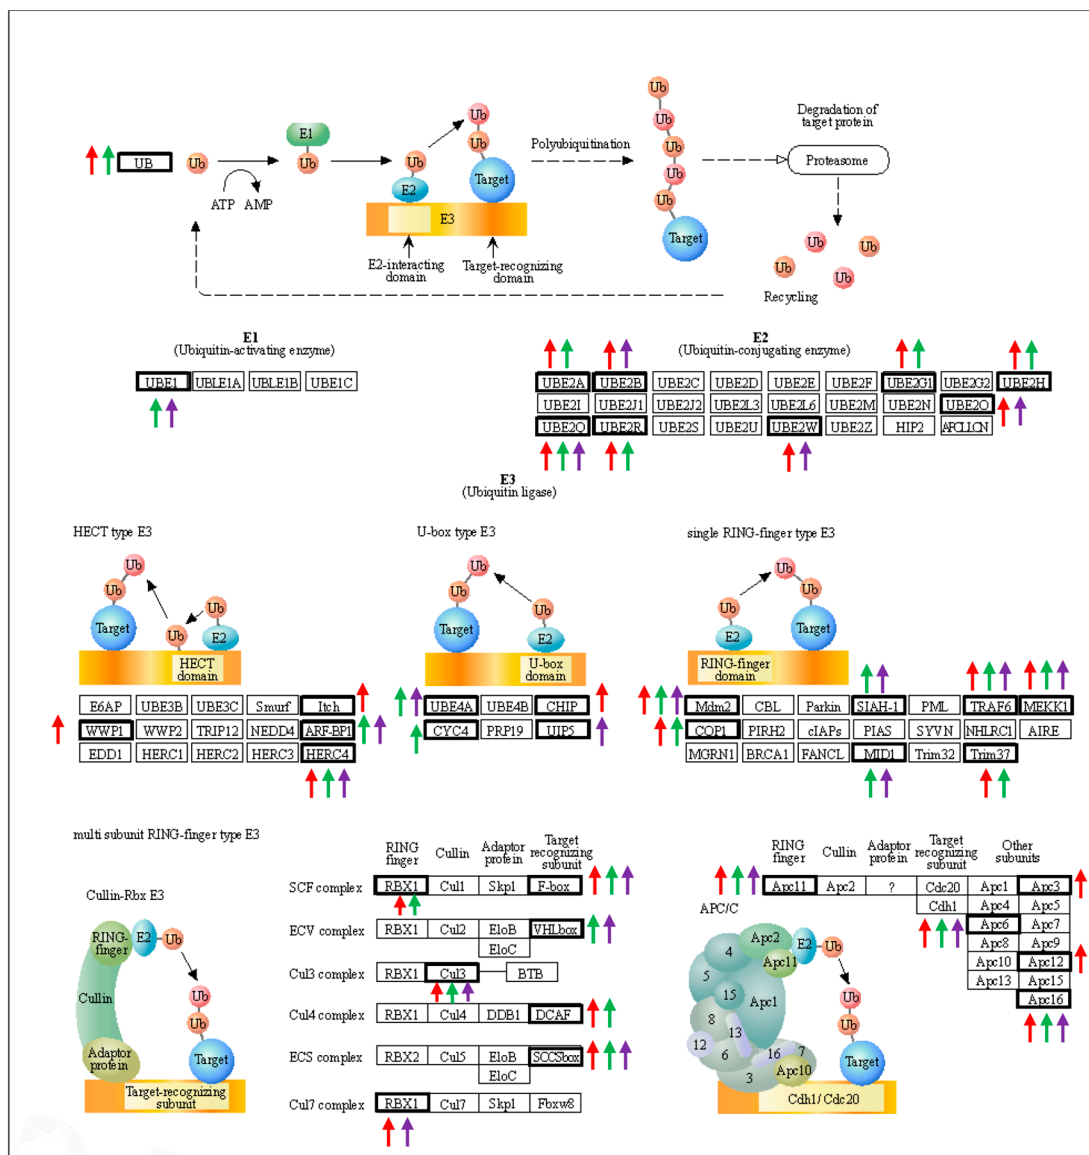 Ub
Degradation of
target protein
E1
Ub
Ub
UB
Ub
Ub
Ub
Ub
Polyubiquitination
Ub
Proteasome
ATP AMP
E2
Target
Ub
E3
Ub
Target
E2-interacting
domain
Target-recognizing
domain
Ub Ub
Ub Ub
Recycling
E1
(Ubiquitin-activating enzyme)
E2
(Ubiquitin-conjugating enzyme)
UBE1 UBLE1A UBLE1B UBE1C
UBE2A UBE2B UBE2C UBE2D UBE2E UBE2F UBE2G1 UBE2G2 UBE2H
UBE2I UBE2J1 UBE2J2 UBE2L3 UBE2L6 UBE2M UBE2N UBE2O
UBE2Q UBE2R UBE2S UBE2U UBE2W UBE2Z HIP2 APCLLCN
E3
(Ubiquitin ligase)
HECT type E3
U-box type E3
single RING-finger type E3
Ub
Ub
Ub
Target
Ub
E2
HECT
domain
Ub
Ub
Ub
Target
E2
U-box
domain
Ub
Ub
Ub
E2
Target
RING-finger
domain
E6AP UBE3B UBE3C Smurf Itch
WWP1 WWP2 TRIP12 NEDD4 ARF-BP1
EDD1 HERC1 HERC2 HERC3 HERC4
UBE4A UBE4B CHIP
CYC4 PRP19 UIP5
Mdm2 CBL Parkin SIAH-1 PML TRAF6 MEKK1
COP1 PIRH2 cIAPs PIAS SYVN NHLRC1 AIRE
MGRN1 BRCA1 FANCL MID1 Trim32 Trim37
multi subunit RING-finger type E3
Cullin-Rbx E3
RING-
finger
E2
Ub
Cullin
Ub
Ub
Adaptor
protein
Target
Target-recognizing
subunit
RING
finger
Cullin
Adaptor
protein
Target
recognizing
subunit
SCF complex RBX1 Cul1 Skp1 F-box
ECV complex RBX1 Cul2 EloB VHLbox
EloC
Cul3 complex RBX1 Cul3 BTB
Cul4 complex RBX1 Cul4 DDB1 DCAF
ECS complex RBX2 Cul5 EloB SOCSbox
EloC
Cul7 complex RBX1 Cul7 Skp1 Fbxw8
RING
finger
Cullin
Adaptor
protein
Target
recognizing
subunit
Other
subunits
Apc11 Apc2 ? Cdc20 Apc1 Apc3
Cdh1 Apc4 Apc5
Apc6 Apc7
Apc8 Apc9
Apc10 Apc12
Apc13 Apc15
Apc16
APC/C
4
Apc2
E2
Ub
Apc11
5
15
Apc1
Ub
8
13
Ub
12
6
16
7
3
Apc10
Target
Cdh1/Cdc20